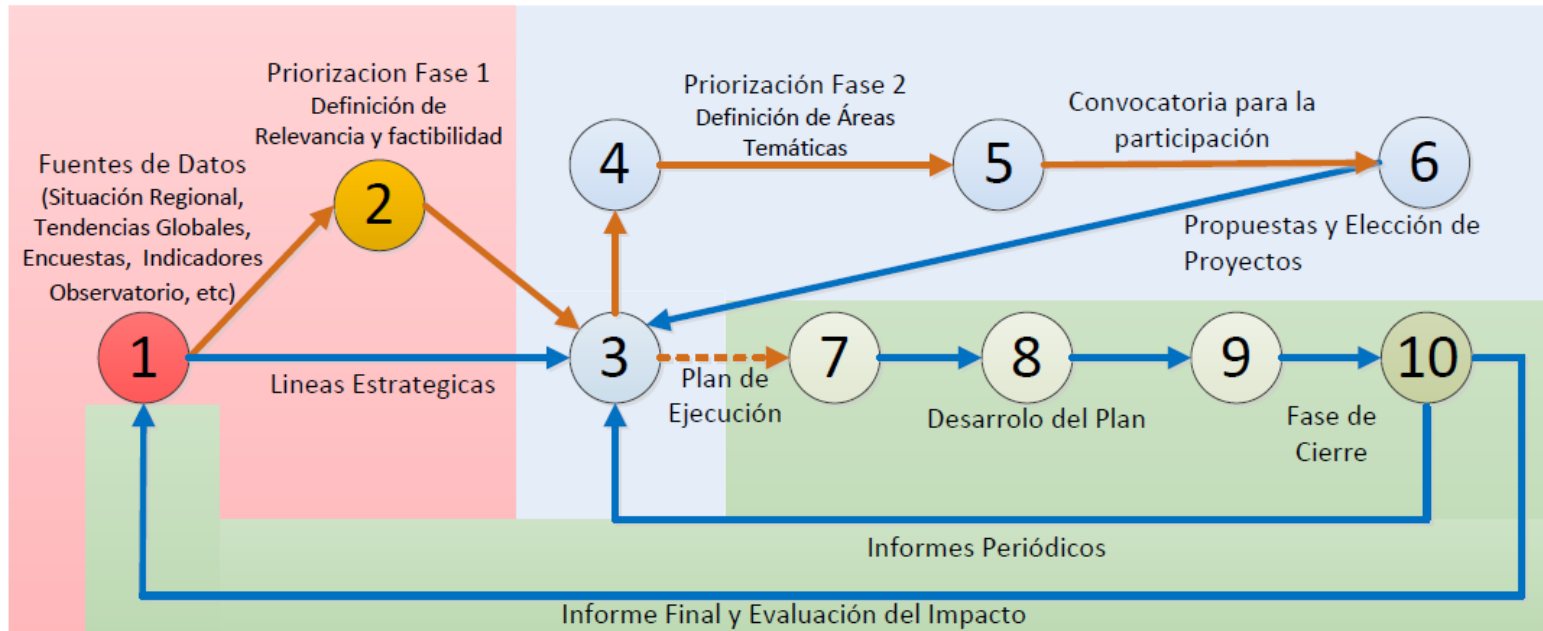 Priorizacion Fase 1
Definición de
Relevancia y factibilidad
Fuentes de Datos
(Situación Regional,
Tendencias Globales,
Encuestas, Indicadores
Observatorio, etc)
1
2
Lineas Estrategicas
3
4
Priorización Fase 2
Definición de Áreas
Temáticas
5
Convocatoria para la
participación
6
Propuestas y Elección de
Proyectos
Plan de
Ejecución
7
8
Desarrolo del Plan
9
Fase de
Cierre
10
Informes Periódicos
Informe Final y Evaluación del Impacto